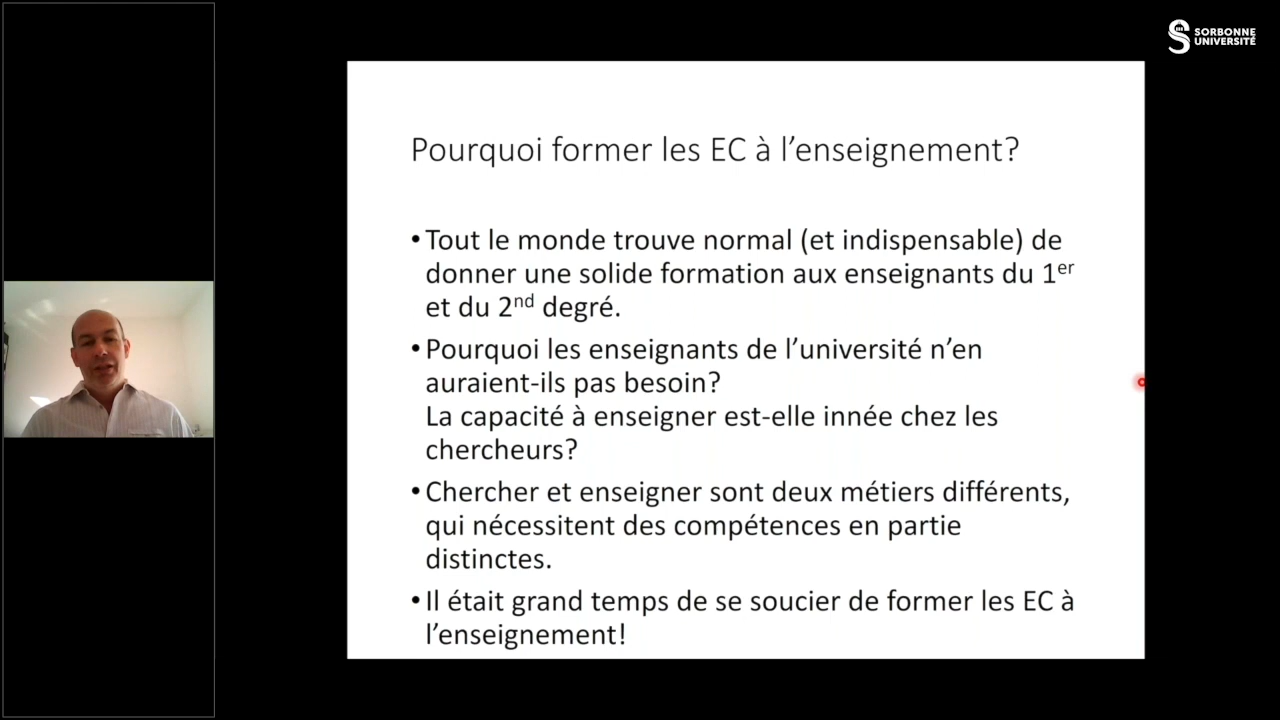 SORBONNE
UNIVERSITÉ
Pourquoi former les EC à l’enseignement?
•Tout le monde trouve normal (et indispensable) de
donner une solide formation aux enseignants du 1er
et du 2nd degré.
•Pourquoi les enseignants de l’université n’en
auraient-ils pas besoin?
La capacité à enseigner est-elle innée chez les
chercheurs?
•Chercher et enseigner sont deux métiers différents,
qui nécessitent des compétences en partie
distinctes.
•Il était grand temps de se soucier de former les EC à
l’enseignement!